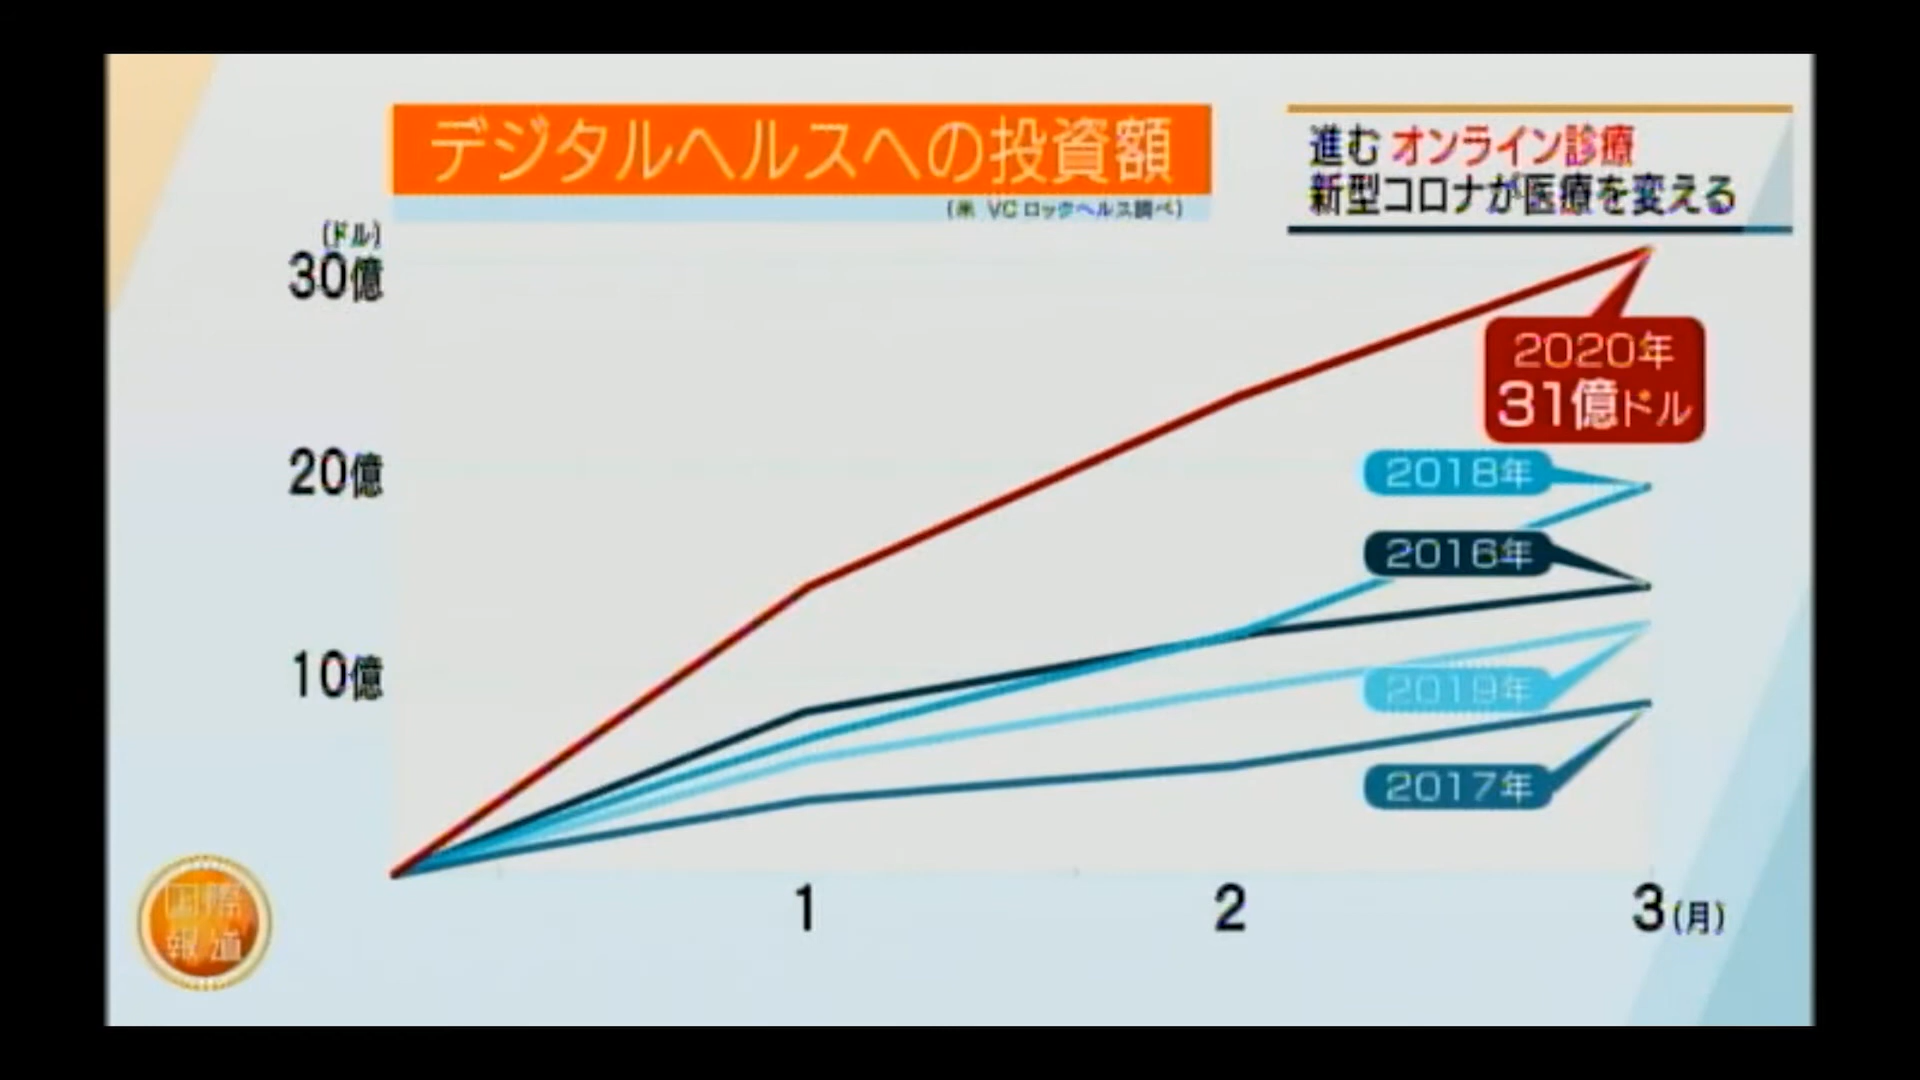 デジタルヘルスへの投資額
(米 VC ロックヘルス調べ)
進む オンライン診療
新型コロナが医療を変える
(ドル)
30億
20億
10億
2020年
31億ドル
2018年
2016年
2019年
2017年
1
2
3(月)
国際
報道